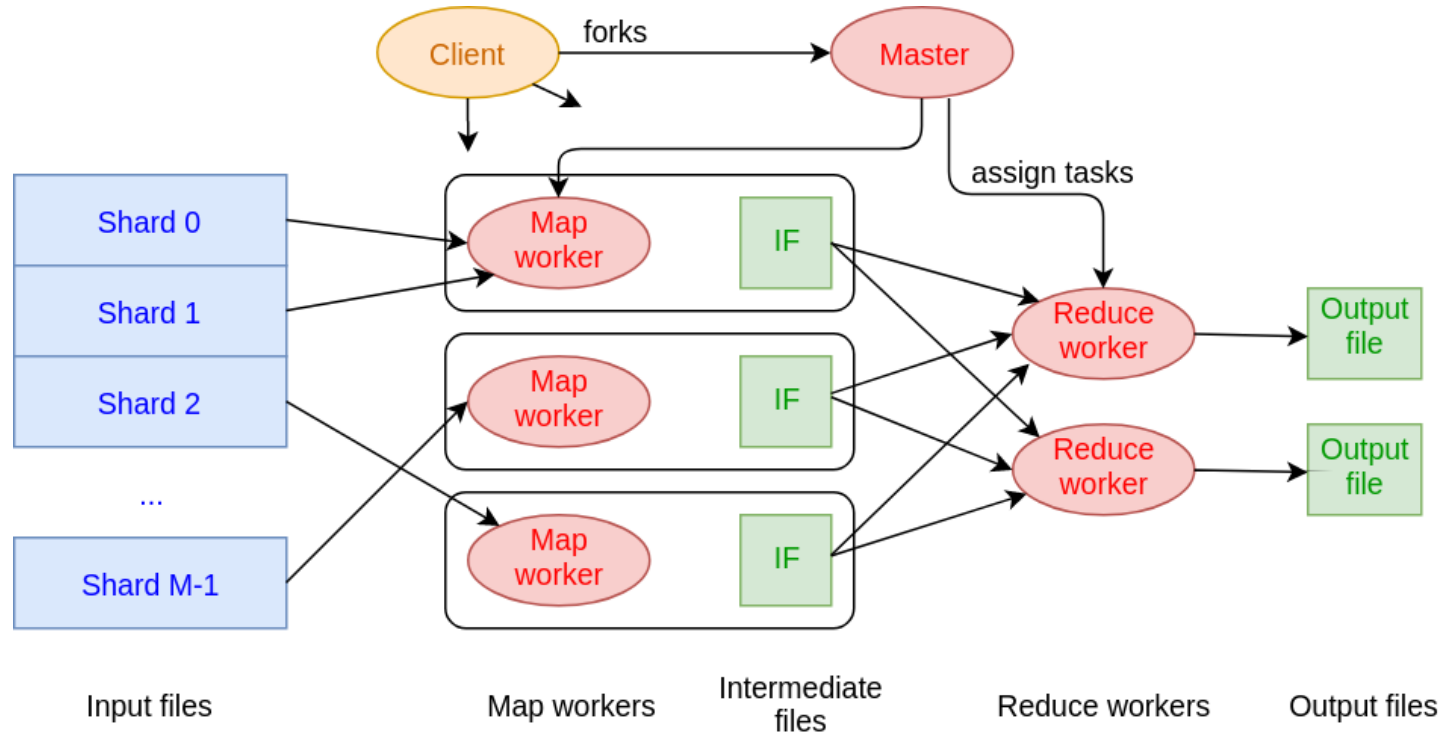 forks
Client
Master
assign tasks
Shard 0
Shard 1
Shard 2
...
Shard M-1
Map
worker
IF
Map
worker
IF
Map
worker
IF
Reduce
worker
Reduce
worker
Output
file
Output
file
Input files
Map workers
Intermediate
files
Reduce workers
Output files